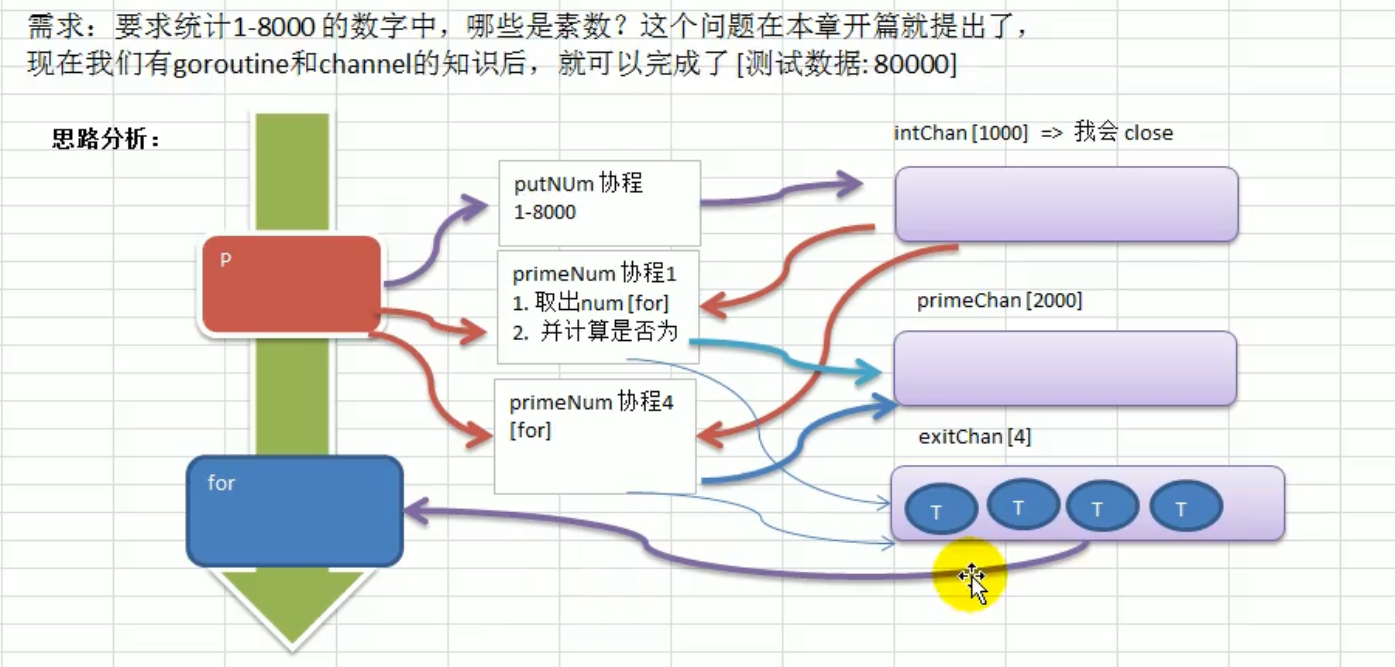 需求：要求统计1-8000 的数字中，哪些是素数？这个问题在本章开篇就提出了，
现在我们有goroutine和channel的知识后，就可以完成了 [测试数据: 80000]
思路分析：
intChan [1000] => 我会 close
putNUm 协程
1-8000
P
primeNum 协程1
1. 取出num [for]
2. 并计算是否为
primeChan [2000]
primeNum 协程4
[for]
exitChan [4]
for
T T T T